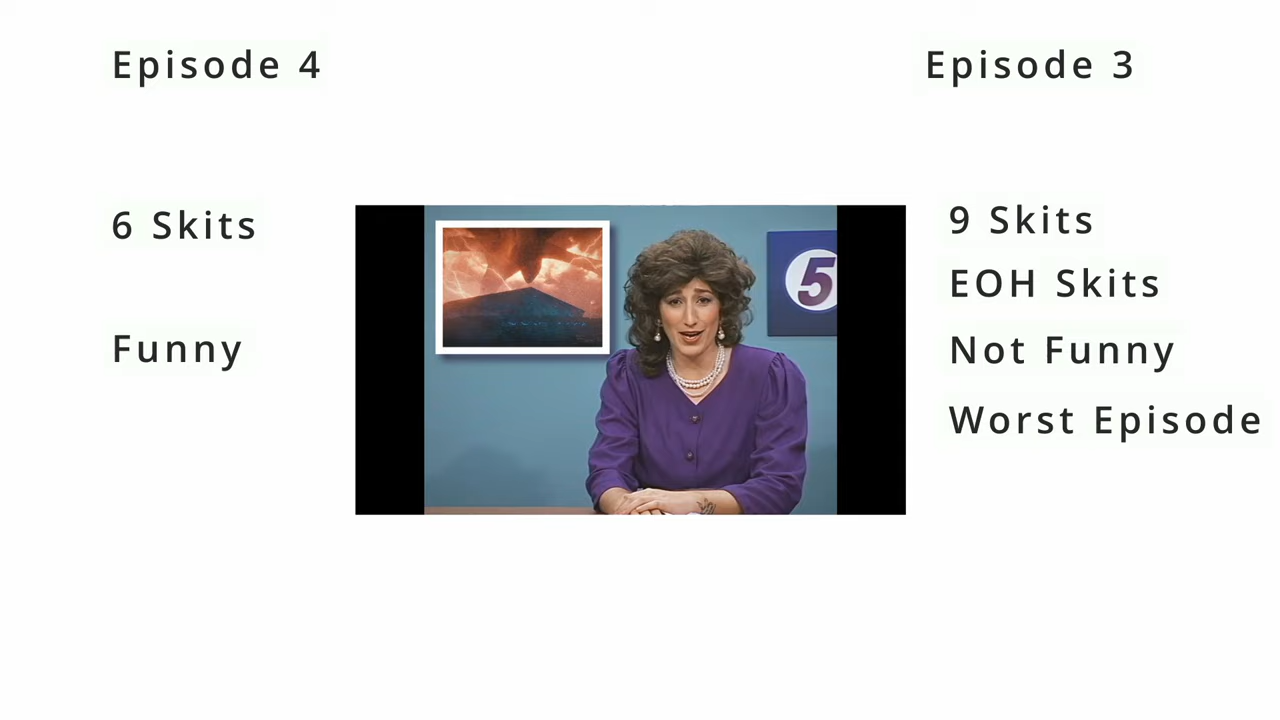 Episode 4
Episode 3
6 Skits
9 Skits
EOH Skits
Funny
Not Funny
Worst Episode
5